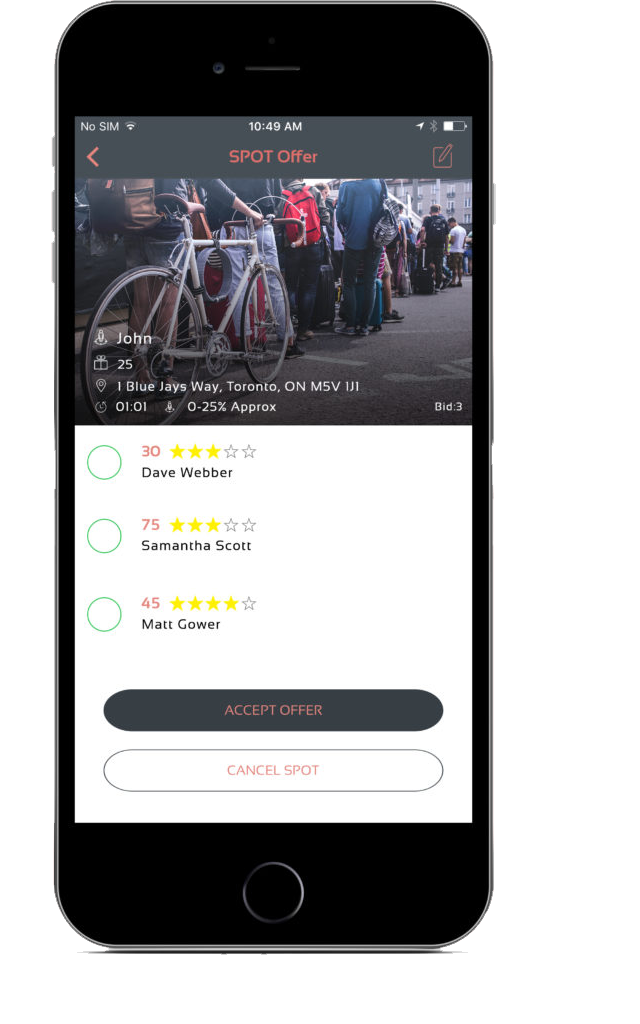 No SIM 10:49 AM
SPOT Offer
John
25
1 Blue Jays Way, Toronto, ON M5V 1J1
01:01 0-25% Approx Bid:3
30
Dave Webber
75
Samantha Scott
45
Matt Gower
ACCEPT OFFER
CANCEL SPOT